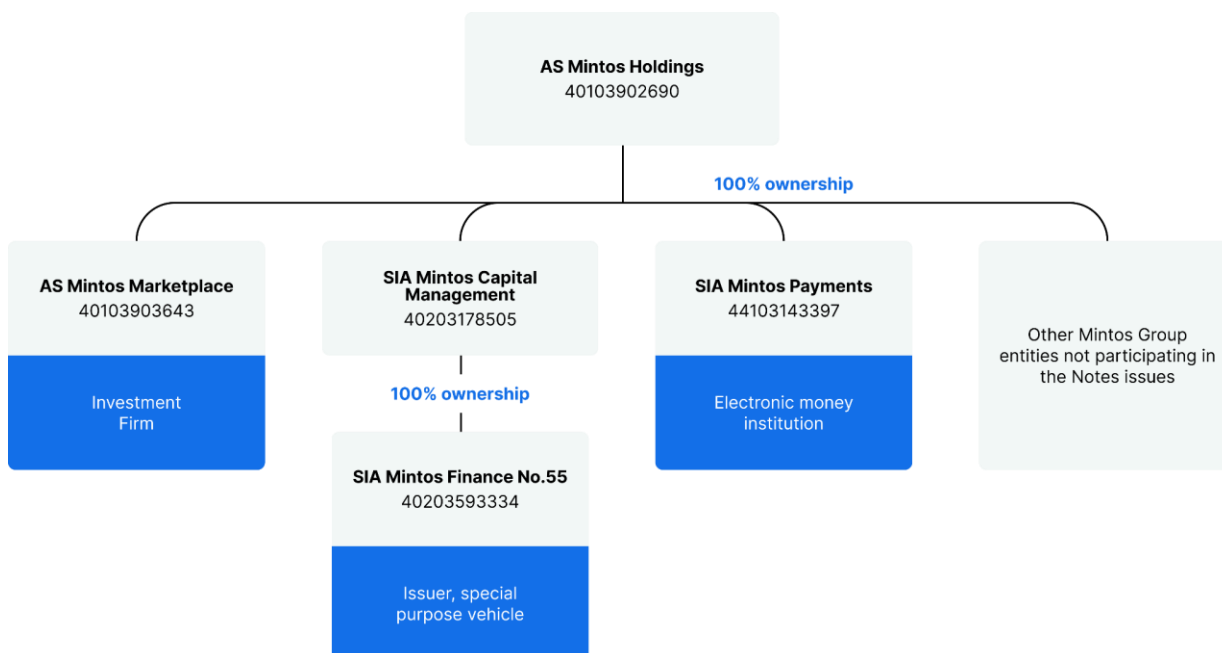 AS Mintos Holdings
40103902690
100% ownership
AS Mintos Marketplace
40103903643
Investment
Firm
SIA Mintos Capital
Management
40203178505
100% ownership
SIA Mintos Finance No.55
40203593334
Issuer, special
purpose vehicle
SIA Mintos Payments
44103143397
Electronic money
institution
Other Mintos Group
entities not participating in
the Notes issues